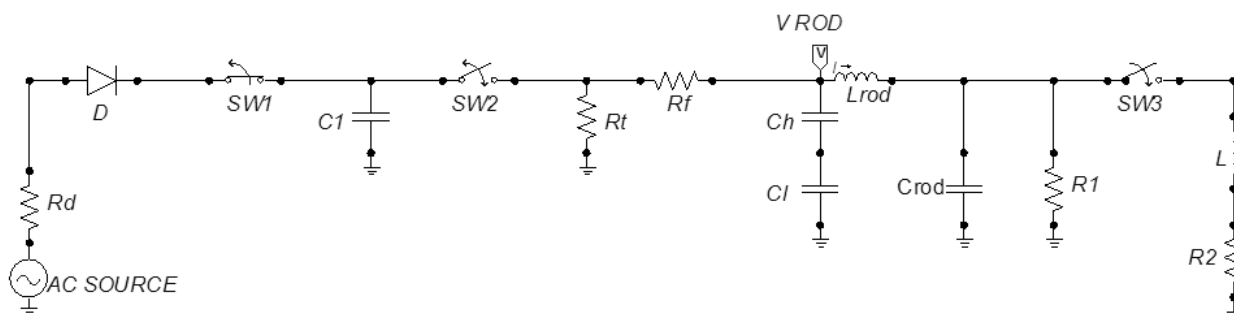 V ROD
V
I
D
SW1
C1
SW2
Rt
Rf
Ch
Cl
Lrod
Crod
R1
SW3
L
R2
Rd
AC SOURCE